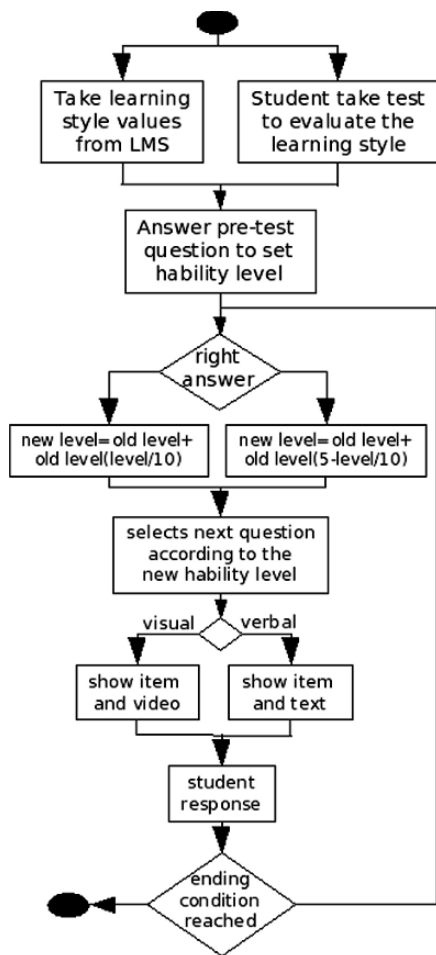 Take learning
style values
from LMS
Student take test
to evaluate the
learning style
Answer pre-test
question to set
hability level
right
answer
new level=old level+
old level(level/10)
new level=old level+
old level(5-level/10)
selects next question
according to the
new hability level
visual
verbal
show item
and video
show item
and text
student
response
ending
condition
reached